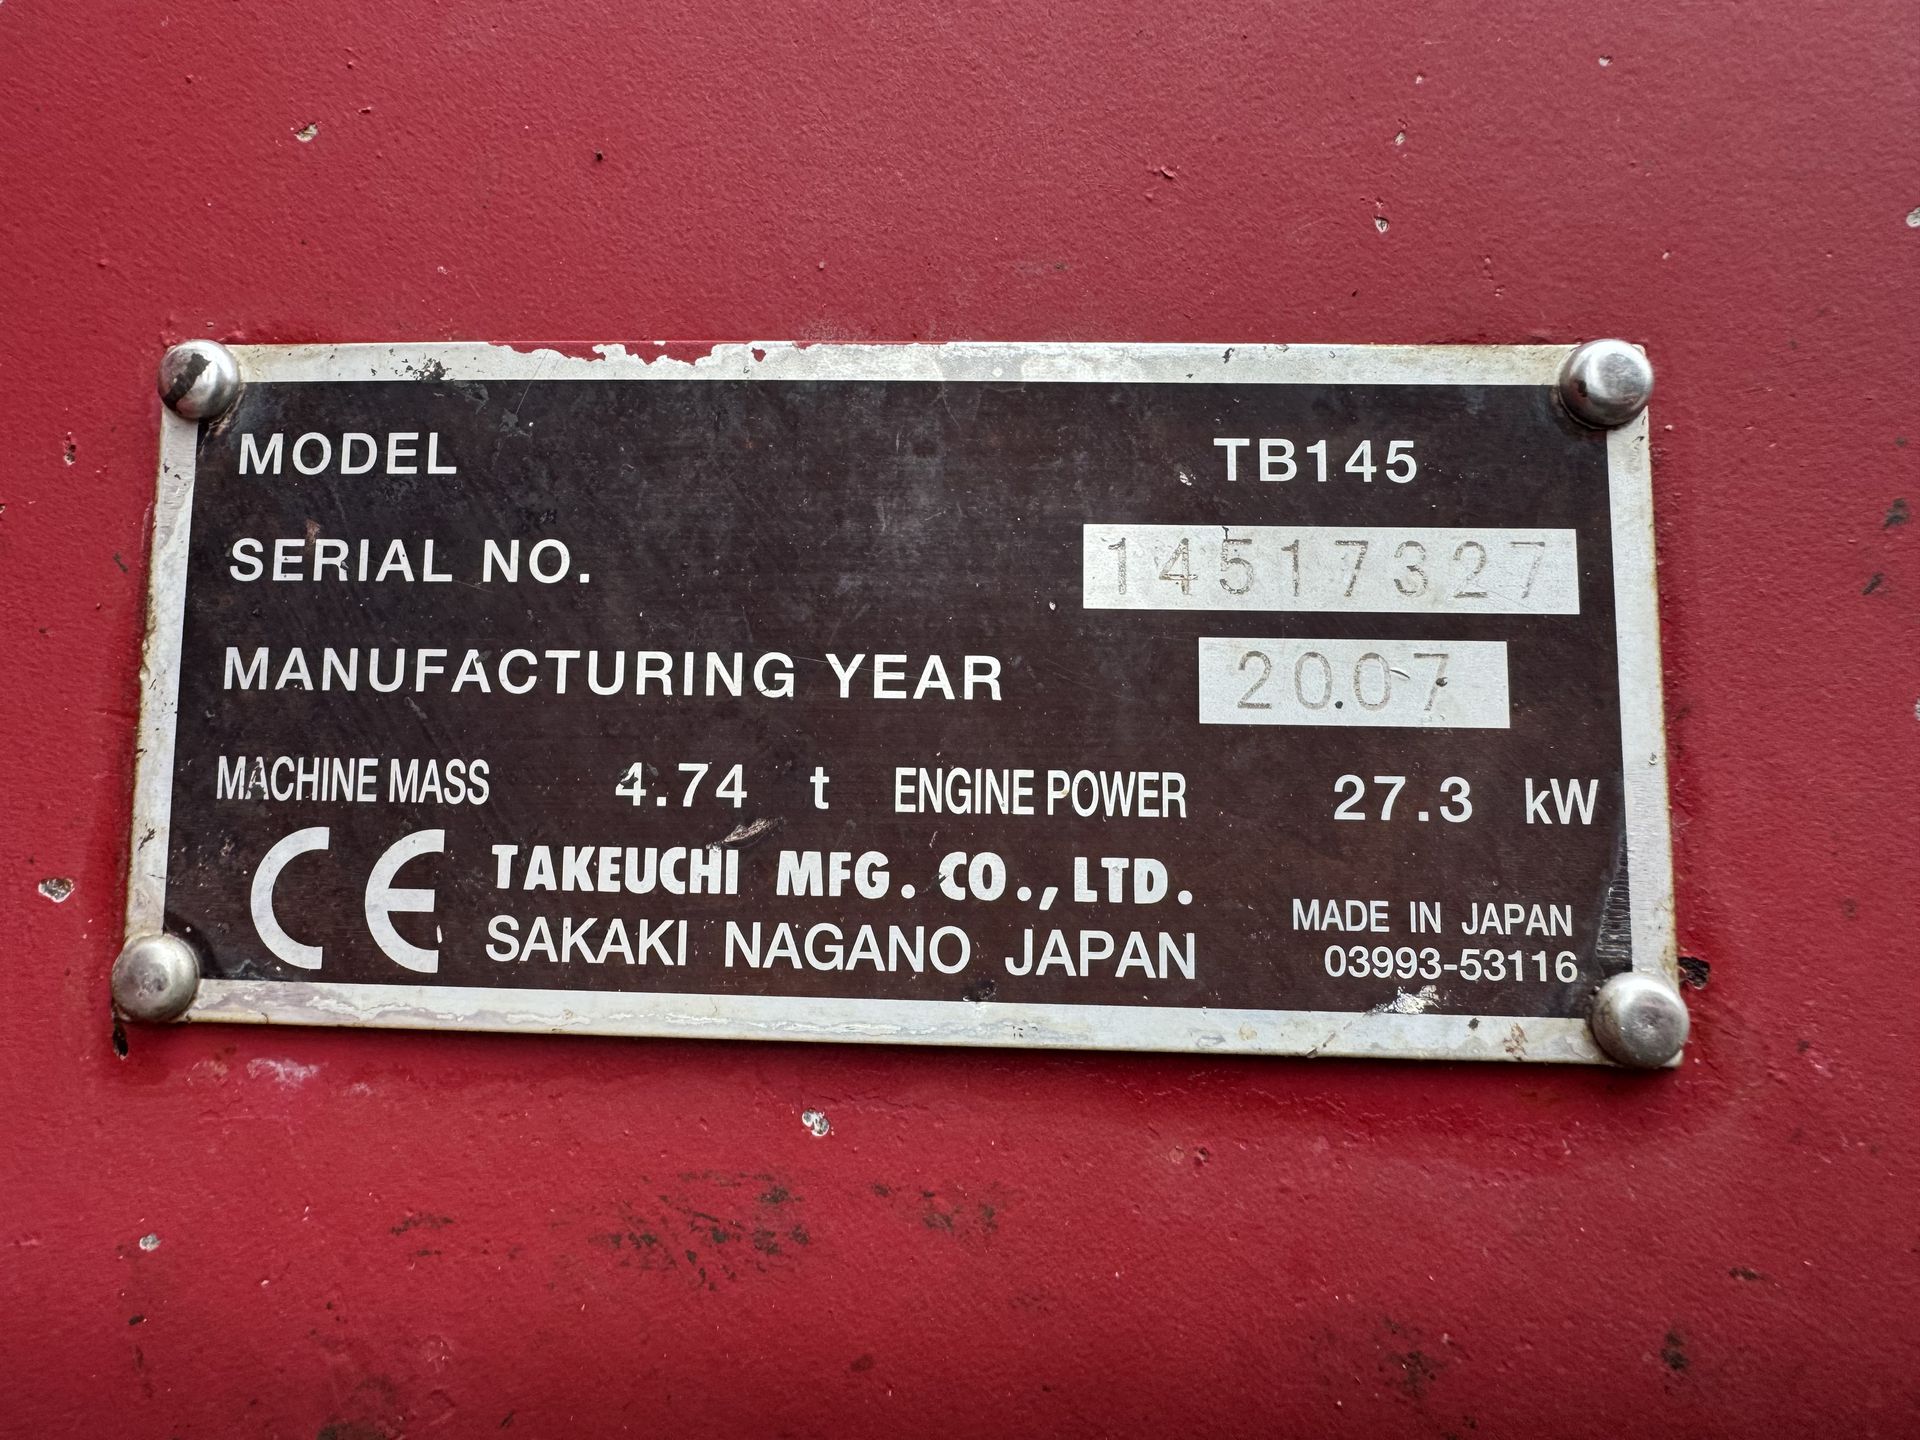 MODEL TB145
SERIAL NO. 14517327
MANUFACTURING YEAR 2007
MACHINE MASS 4.74 t ENGINE POWER 27.3 kW
CE TAKEUCHI MFG. CO., LTD.
SAKAKI NAGANO JAPAN
MADE IN JAPAN
03993-53116